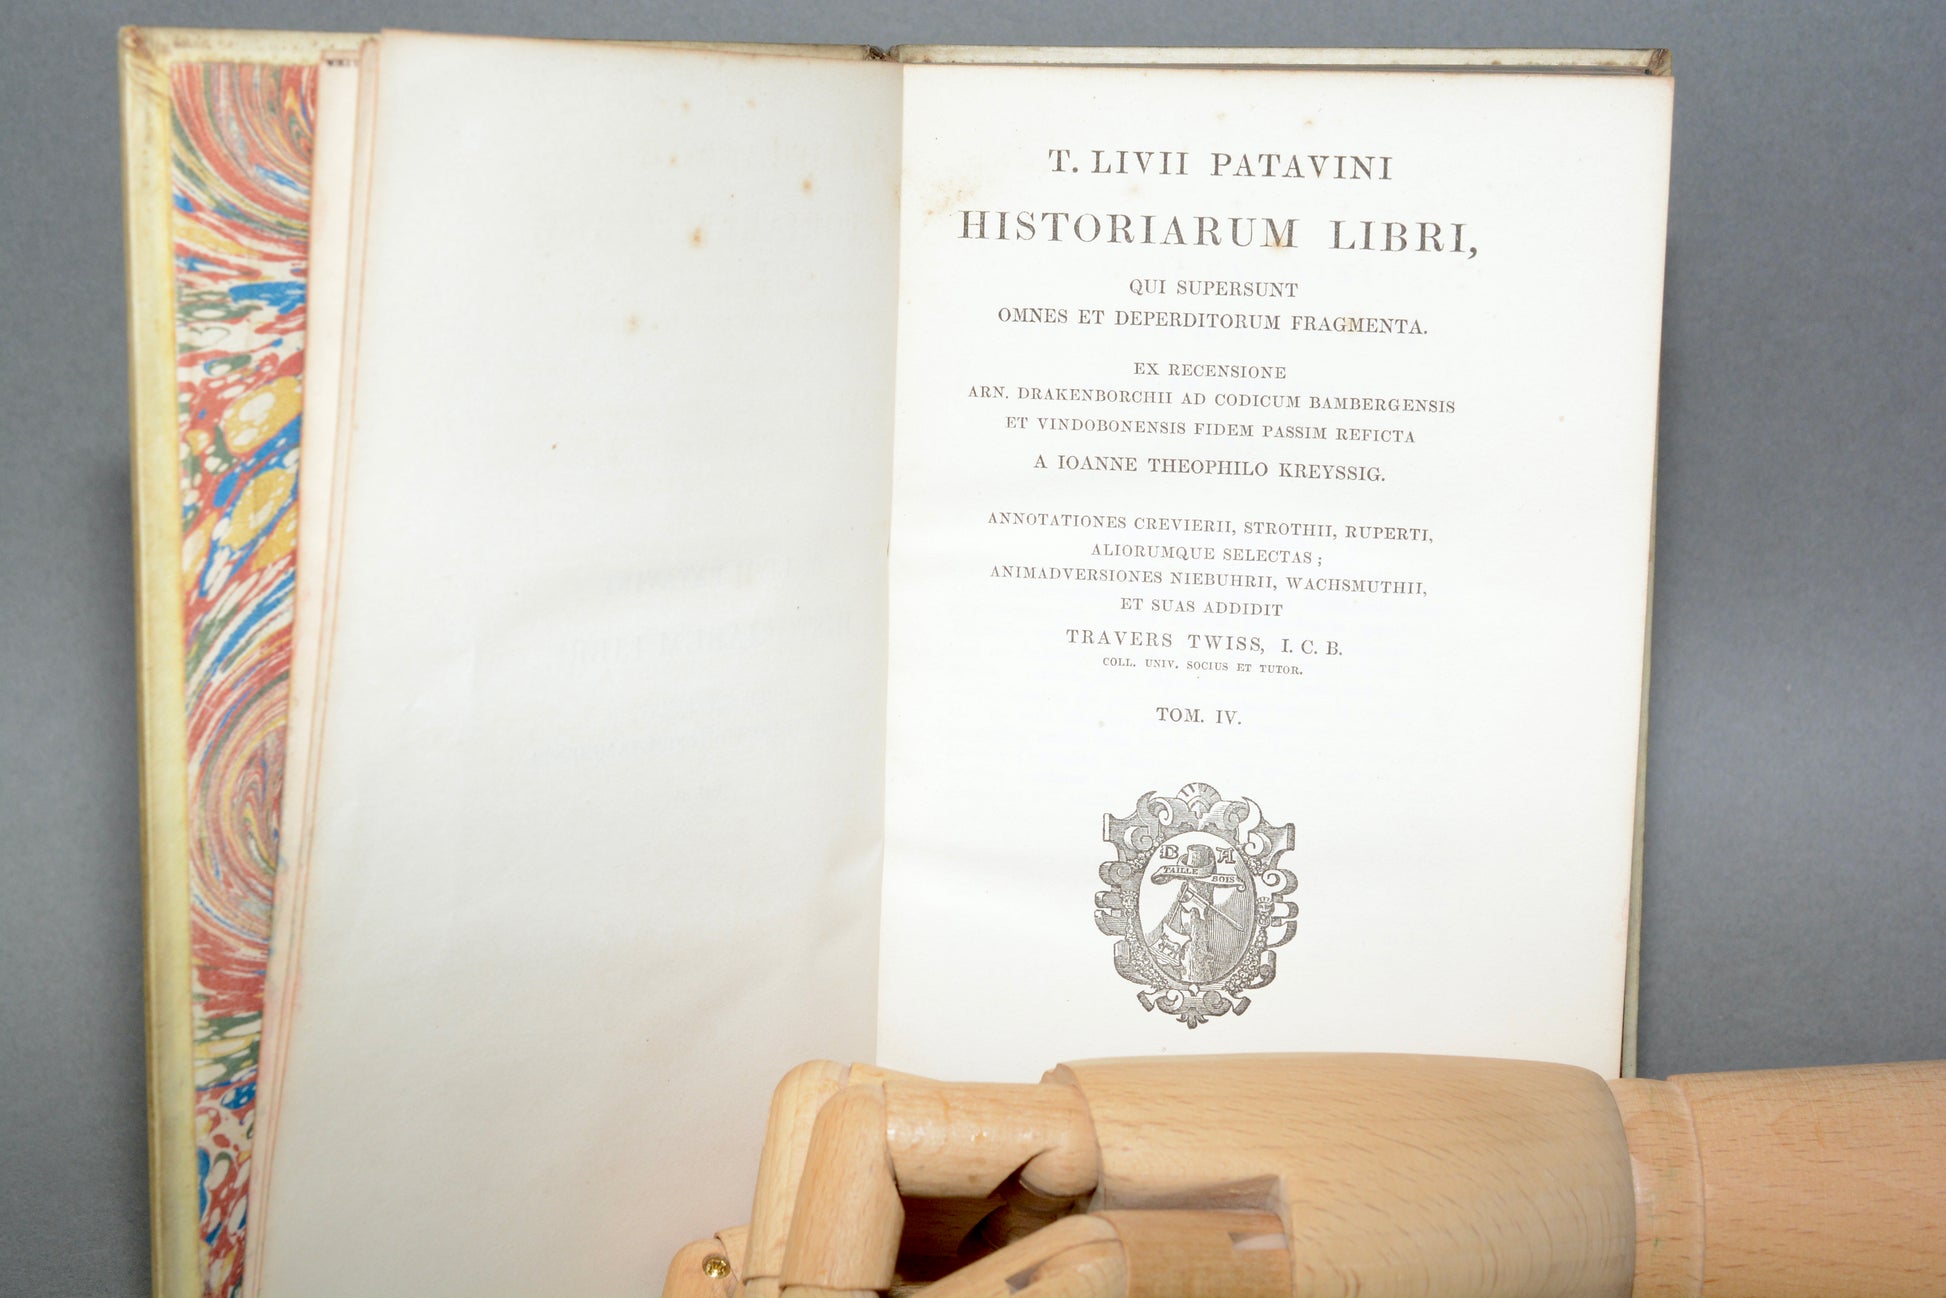 T. LIVII PATAVINI
HISTORIARUM LIBRI,
QUI SUPERSUNT
OMNES ET DEPERDITORUM FRAGMENTA.
EX RECENSIONE
ARN. DRAKENBORCHII AD CODICUM BAMBERGENSIS
ET VINDOBONENSIS FIDEM PASSIM REFICTA
A IOANNE THEOPHILO KREYSSIG.
ANNOTATIONES CREVIERII, STROTHII, RUPERTI,
ALIORUMQUE SELECTAS;
ANIMADVERSIONES NIEBUHRII, WACHSMUTHII,
ET SUAS ADDIDIT
TRAVERS TWISS, I. C. B.
COLL. UNIV. SOCIUS ET TUTOR.
TOM. IV.
B A
TAILLE BOIS